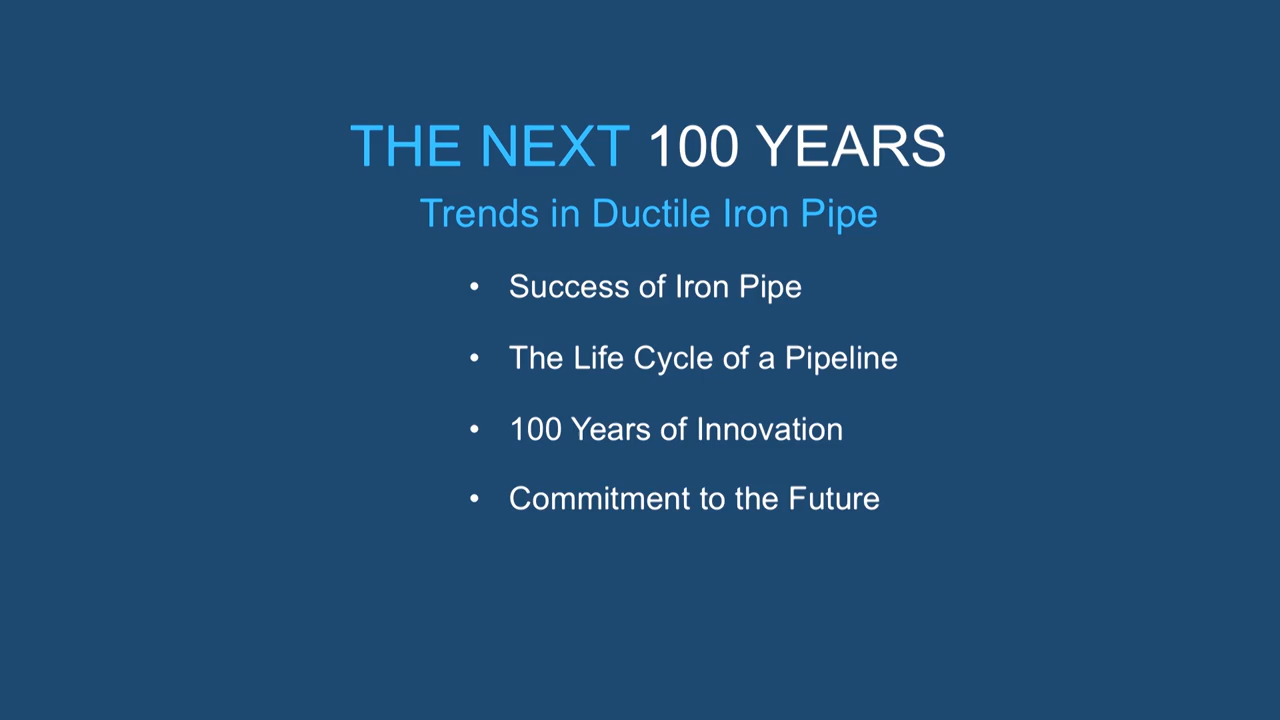 THE NEXT 100 YEARS
Trends in Ductile Iron Pipe
• Success of Iron Pipe
• The Life Cycle of a Pipeline
• 100 Years of Innovation
• Commitment to the Future